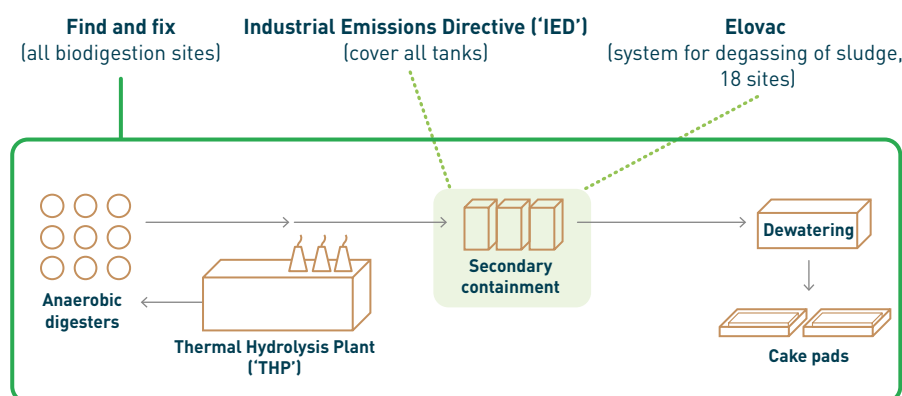 Find and fix
(all biodigestion sites)
Industrial Emissions Directive (‘IED’)
(cover all tanks)
Elovac
(system for degassing of sludge,
18 sites)
Anaerobic
digesters
Thermal Hydrolysis Plant
(‘THP’)
Secondary
containment
Dewatering
Cake pads